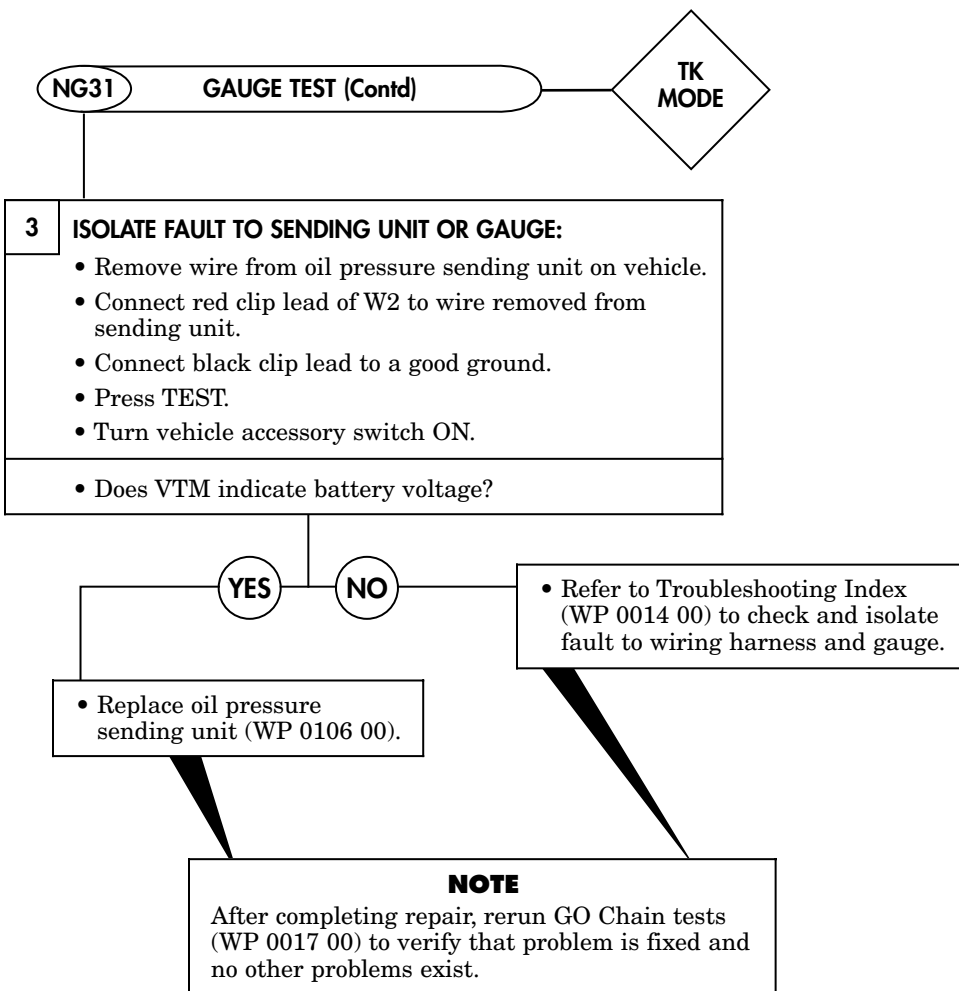 NG31
GAUGE TEST (Contd)
TK
MODE
3
ISOLATE FAULT TO SENDING UNIT OR GAUGE:
• Remove wire from oil pressure sending unit on vehicle.
• Connect red clip lead of W2 to wire removed from
sending unit.
• Connect black clip lead to a good ground.
• Press TEST.
• Turn vehicle accessory switch ON.
• Does VTM indicate battery voltage?
YES
NO
• Refer to Troubleshooting Index
(WP 0014 00) to check and isolate
fault to wiring harness and gauge.
• Replace oil pressure
sending unit (WP 0106 00).
NOTE
After completing repair, rerun GO Chain tests
(WP 0017 00) to verify that problem is fixed and
no other problems exist.